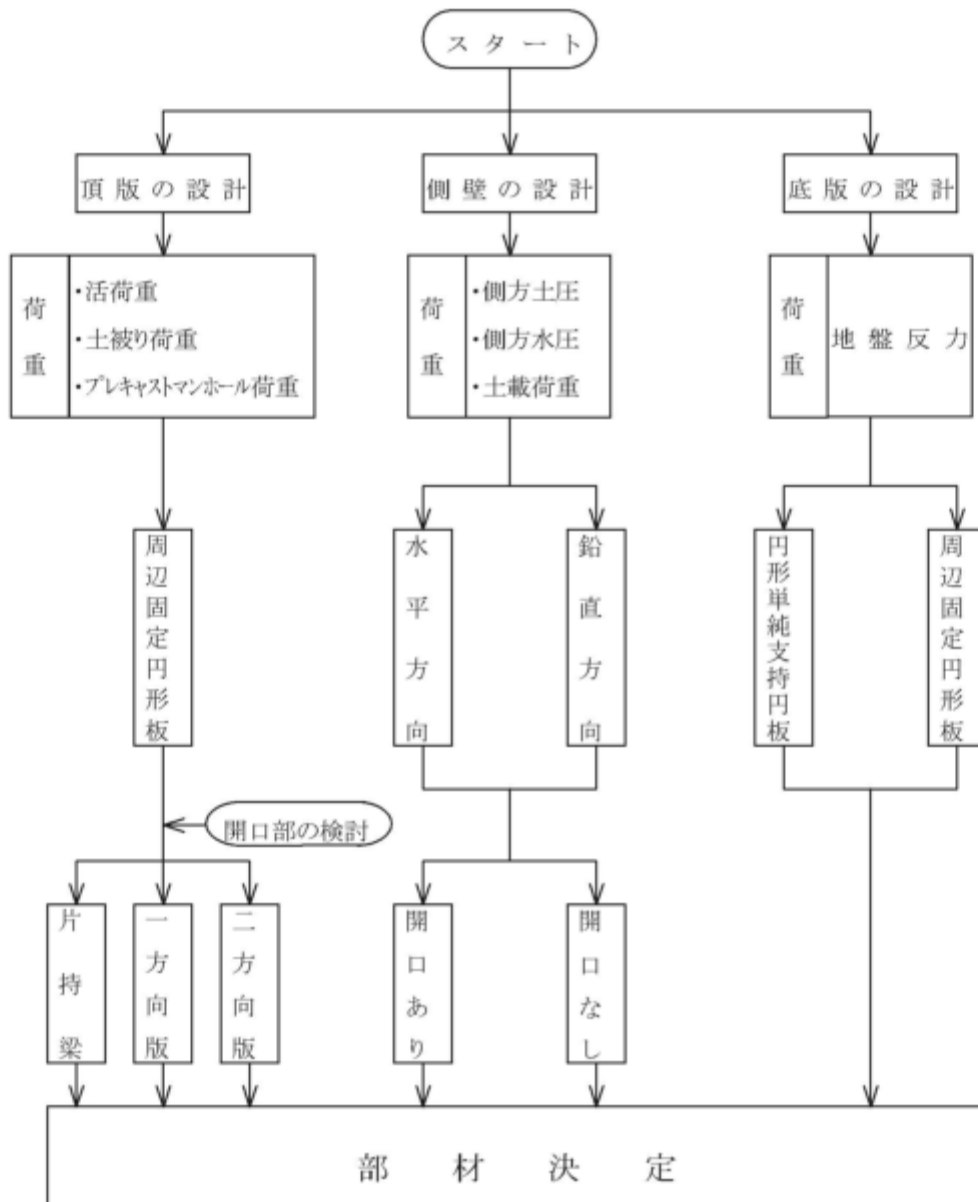 スタート
頂版の設計
側壁の設計
底版の設計
荷重
・活荷重
・土被り荷重
・プレキャストマンホール荷重
荷重
・側方土圧
・側方水圧
・土載荷重
荷重
地盤反力
周辺固定円形板
水平方向
鉛直方向
円形単純支持円板
周辺固定円形板
開口部の検討
片持梁
一方向版
二方向版
開口あり
開口なし
部材決定